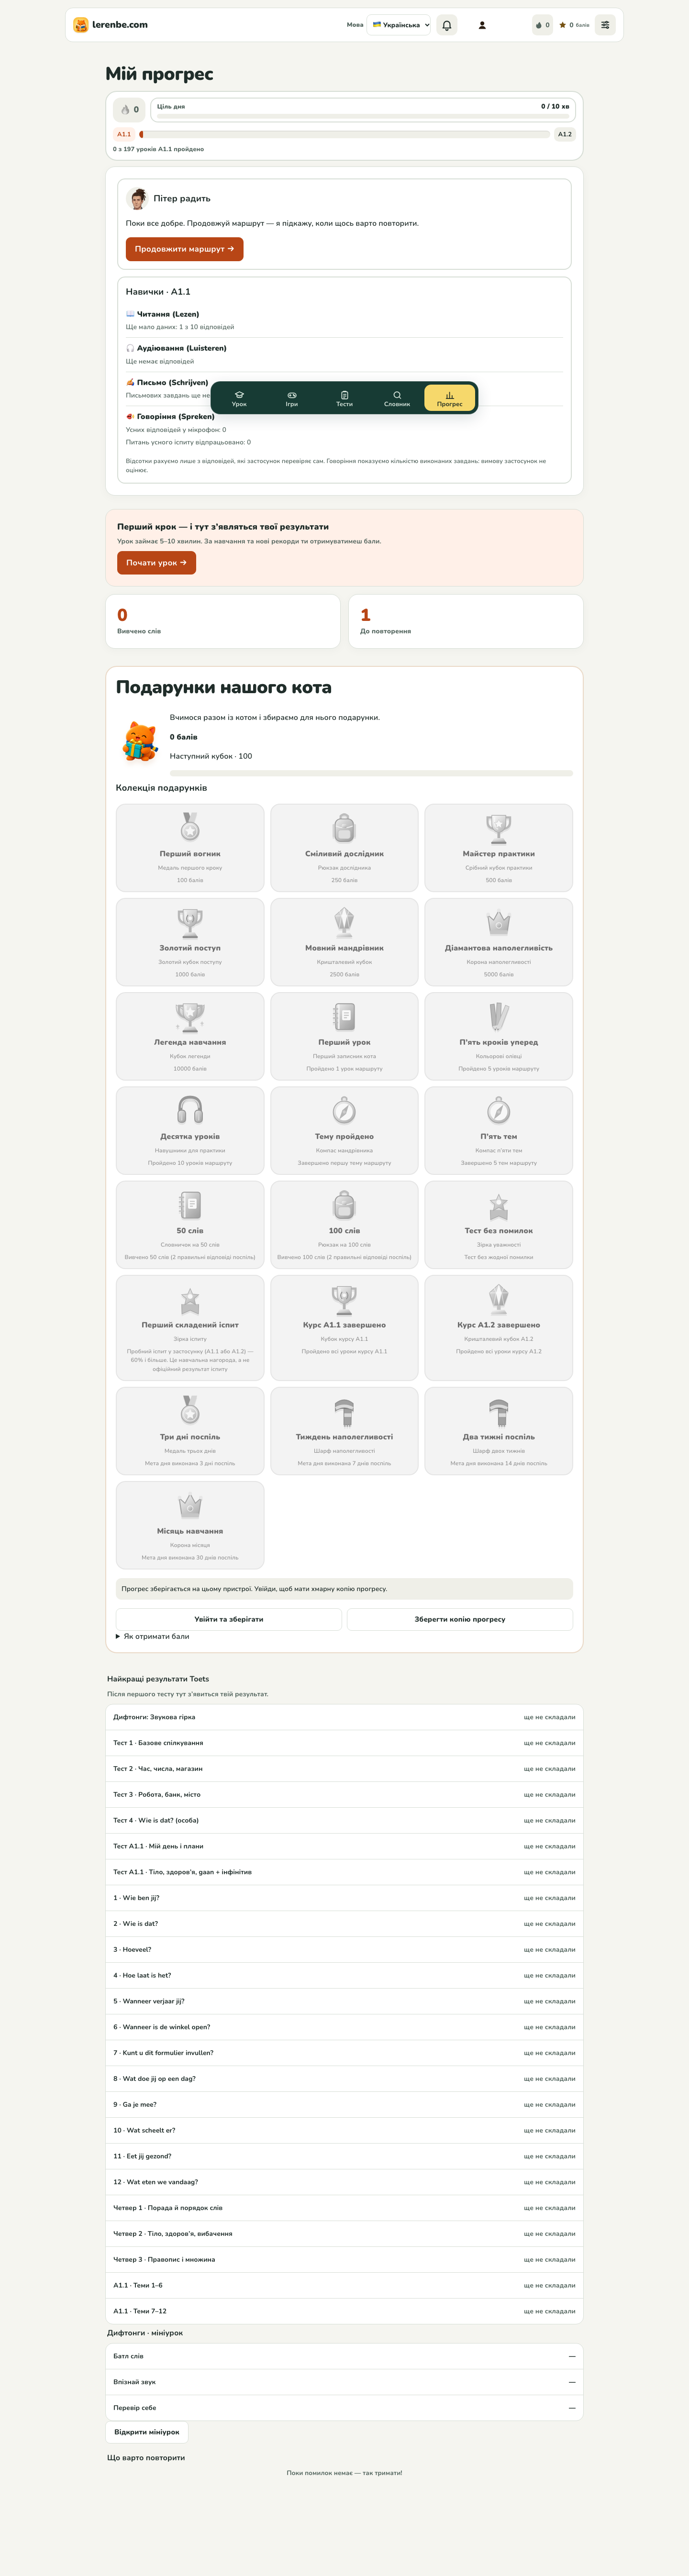 lerenbe.com
Мова
Українська
0
0 балів
Мій прогрес
0
Ціль дня
0 / 10 хв
A1.1
A1.2
0 з 197 уроків A1.1 пройдено
Пітер радить
Поки все добре. Продовжуй маршрут — я підкажу, коли щось варто повторити.
Продовжити маршрут →
Навички · A1.1
Читання (Lezen)
Ще мало даних: 1 з 10 відповідей
Аудіювання (Luisteren)
Ще немає відповідей
Письмо (Schrijven)
Письмових завдань ще не
Урок
Ігри
Тести
Словник
Прогрес
Говоріння (Spreken)
Усних відповідей у мікрофон: 0
Питань усного іспиту відпрацьовано: 0
Відсотки рахуємо лише з відповідей, які застосунок перевіряє сам. Говоріння показуємо кількістю виконаних завдань: вимову застосунок не
оцінює.
Перший крок — і тут з'являться твої результати
Урок займає 5–10 хвилин. За навчання та нові рекорди ти отримуватимеш бали.
Почати урок →
0
Вивчено слів
1
До повторення
Подарунки нашого кота
Вчимося разом із котом і збираємо для нього подарунки.
0 балів
Наступний кубок · 100
Колекція подарунків
Перший вогник
Медаль першого кроку
100 балів
Сміливий дослідник
Рюкзак дослідника
250 балів
Майстер практики
Срібний кубок практики
500 балів
Золотий поступ
Золотий кубок поступу
1000 балів
Мовний мандрівник
Кришталевий кубок
2500 балів
Діамантова наполегливість
Корона наполегливості
5000 балів
Легенда навчання
Кубок легенди
10000 балів
Перший урок
Перший записник кота
Пройдено 1 урок маршруту
П'ять кроків уперед
Кольорові олівці
Пройдено 5 уроків маршруту
Десятка уроків
Навушники для практики
Пройдено 10 уроків маршруту
Тему пройдено
Компас мандрівника
Завершено першу тему маршруту
П'ять тем
Компас п'яти тем
Завершено 5 тем маршруту
50 слів
Словничок на 50 слів
Вивчено 50 слів (2 правильні відповіді поспіль)
100 слів
Рюкзак на 100 слів
Вивчено 100 слів (2 правильні відповіді поспіль)
Тест без помилок
Зірка уважності
Тест без жодної помилки
Перший складений іспит
Зірка іспиту
Пробний іспит у застосунку (A1.1 або A1.2) —
60% і більше. Це навчальна нагорода, а не
офіційний результат іспиту
Курс A1.1 завершено
Кубок курсу A1.1
Пройдено всі уроки курсу A1.1
Курс A1.2 завершено
Кришталевий кубок A1.2
Пройдено всі уроки курсу A1.2
Три дні поспіль
Медаль трьох днів
Мета дня виконана 3 дні поспіль
Тиждень наполегливості
Шарф наполегливості
Мета дня виконана 7 днів поспіль
Два тижні поспіль
Шарф двох тижнів
Мета дня виконана 14 днів поспіль
Місяць навчання
Корона місяця
Мета дня виконана 30 днів поспіль
Прогрес зберігається на цьому пристрої. Увійди, щоб мати хмарну копію прогресу.
Увійти та зберігати
Зберегти копію прогресу
Як отримати бали
Найкращі результати Toets
Після першого тесту тут з'явиться твій результат.
Дифтонги: Звукова гірка
ще не складали
Тест 1 · Базове спілкування
ще не складали
Тест 2 · Час, числа, магазин
ще не складали
Тест 3 · Робота, банк, місто
ще не складали
Тест 4 · Wie is dat? (особа)
ще не складали
Тест A1.1 · Мій день і плани
ще не складали
Тест A1.1 · Тіло, здоров'я, gaan + інфінітив
ще не складали
1 · Wie ben jij?
ще не складали
2 · Wie is dat?
ще не складали
3 · Hoeveel?
ще не складали
4 · Hoe laat is het?
ще не складали
5 · Wanneer verjaar jij?
ще не складали
6 · Wanneer is de winkel open?
ще не складали
7 · Kunt u dit formulier invullen?
ще не складали
8 · Wat doe jij op een dag?
ще не складали
9 · Ga je mee?
ще не складали
10 · Wat scheelt er?
ще не складали
11 · Eet jij gezond?
ще не складали
12 · Wat eten we vandaag?
ще не складали
Четвер 1 · Порада й порядок слів
ще не складали
Четвер 2 · Тіло, здоров'я, вибачення
ще не складали
Четвер 3 · Правопис і множина
ще не складали
A1.1 · Теми 1–6
ще не складали
A1.1 · Теми 7–12
ще не складали
Дифтонги · мініурок
Батл слів
—
Впізнай звук
—
Перевір себе
—
Відкрити мініурок
Що варто повторити
Поки помилок немає — так тримати!